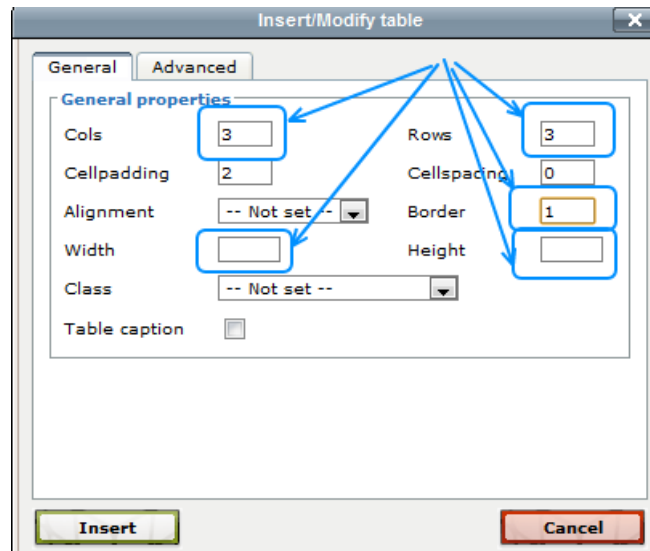 Insert/Modify table
General Advanced
General properties
Cols 3 Rows 3
Cellpadding 2 Cellspacing 0
Alignment -- Not set -- Border 1
Width Height
Class -- Not set --
Table caption
Insert Cancel